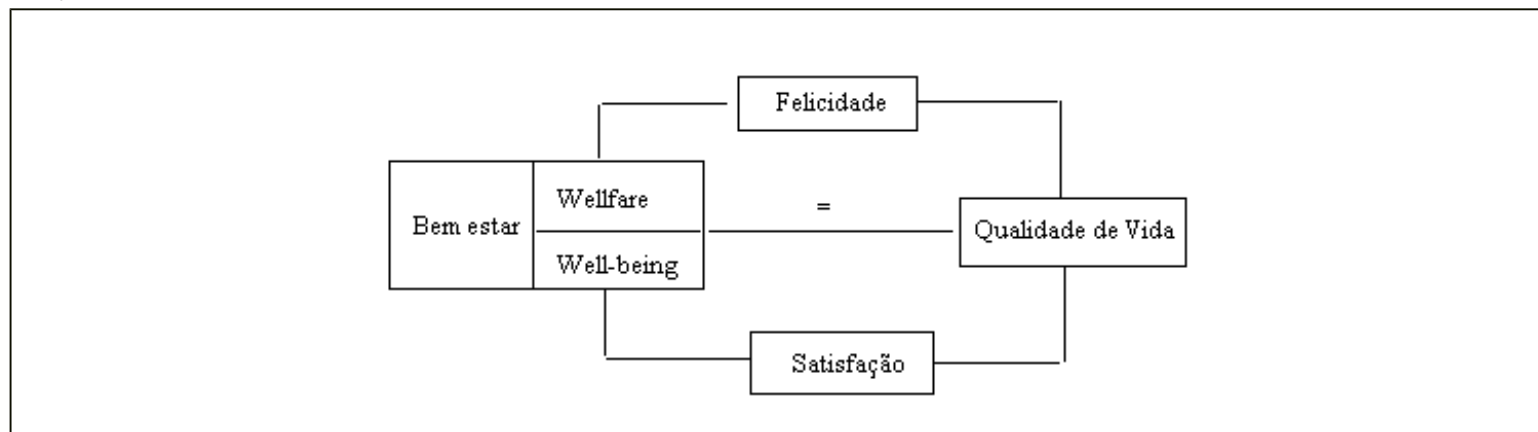 Felicidade
Wellfare
=
Bem estar
Qualidade de Vida
Well-being
Satisfação